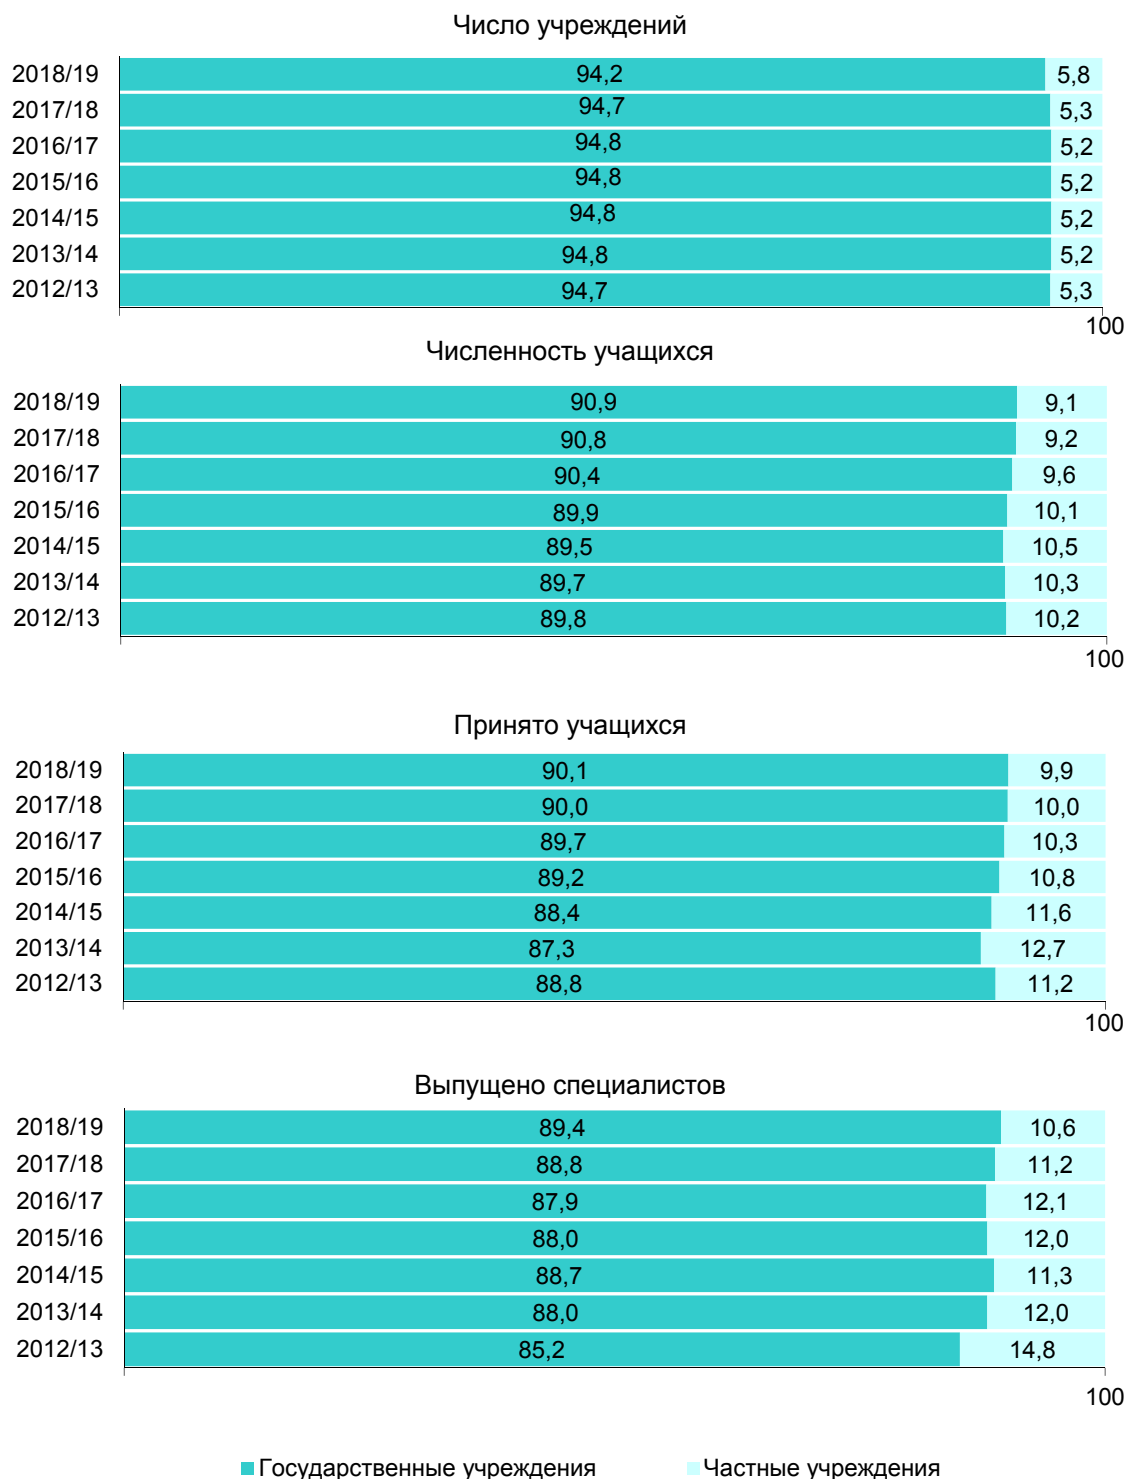 Число учреждений
2018/19 94,2 5,8
2017/18 94,7 5,3
2016/17 94,8 5,2
2015/16 94,8 5,2
2014/15 94,8 5,2
2013/14 94,8 5,2
2012/13 94,7 5,3
100
Численность учащихся
2018/19 90,9 9,1
2017/18 90,8 9,2
2016/17 90,4 9,6
2015/16 89,9 10,1
2014/15 89,5 10,5
2013/14 89,7 10,3
2012/13 89,8 10,2
100
Принято учащихся
2018/19 90,1 9,9
2017/18 90,0 10,0
2016/17 89,7 10,3
2015/16 89,2 10,8
2014/15 88,4 11,6
2013/14 87,3 12,7
2012/13 88,8 11,2
100
Выпущено специалистов
2018/19 89,4 10,6
2017/18 88,8 11,2
2016/17 87,9 12,1
2015/16 88,0 12,0
2014/15 88,7 11,3
2013/14 88,0 12,0
2012/13 85,2 14,8
100
Государственные учреждения Частные учреждения